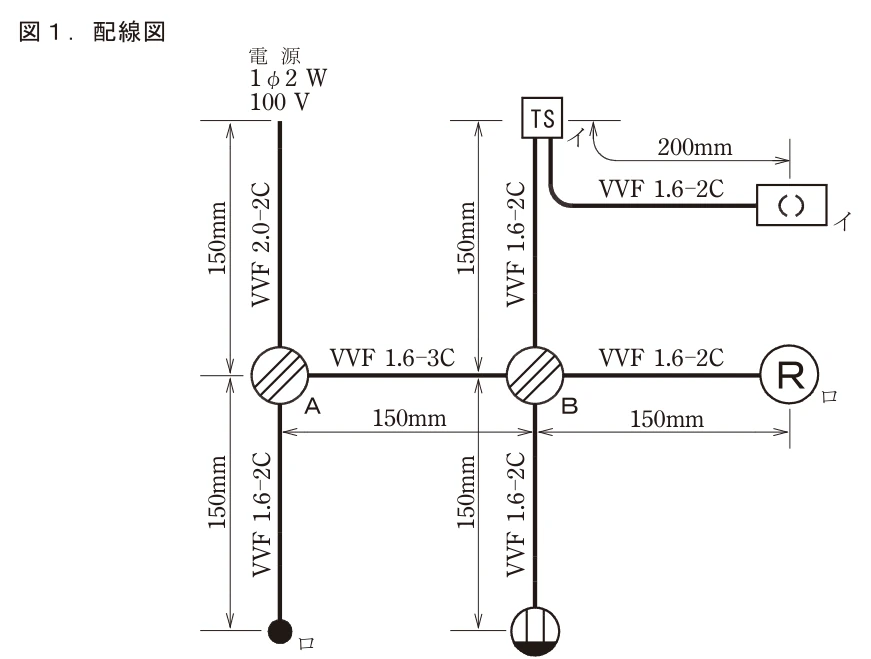 図１．配線図
電源
1φ2W
100 V
TS
イ
200mm
VVF 1.6-2C
( )
イ
150mm
VVF 2.0-2C
150mm
VVF 1.6-2C
VVF 1.6-3C
VVF 1.6-2C
R
ロ
A
B
150mm
150mm
150mm
VVF 1.6-2C
150mm
VVF 1.6-2C
ロ